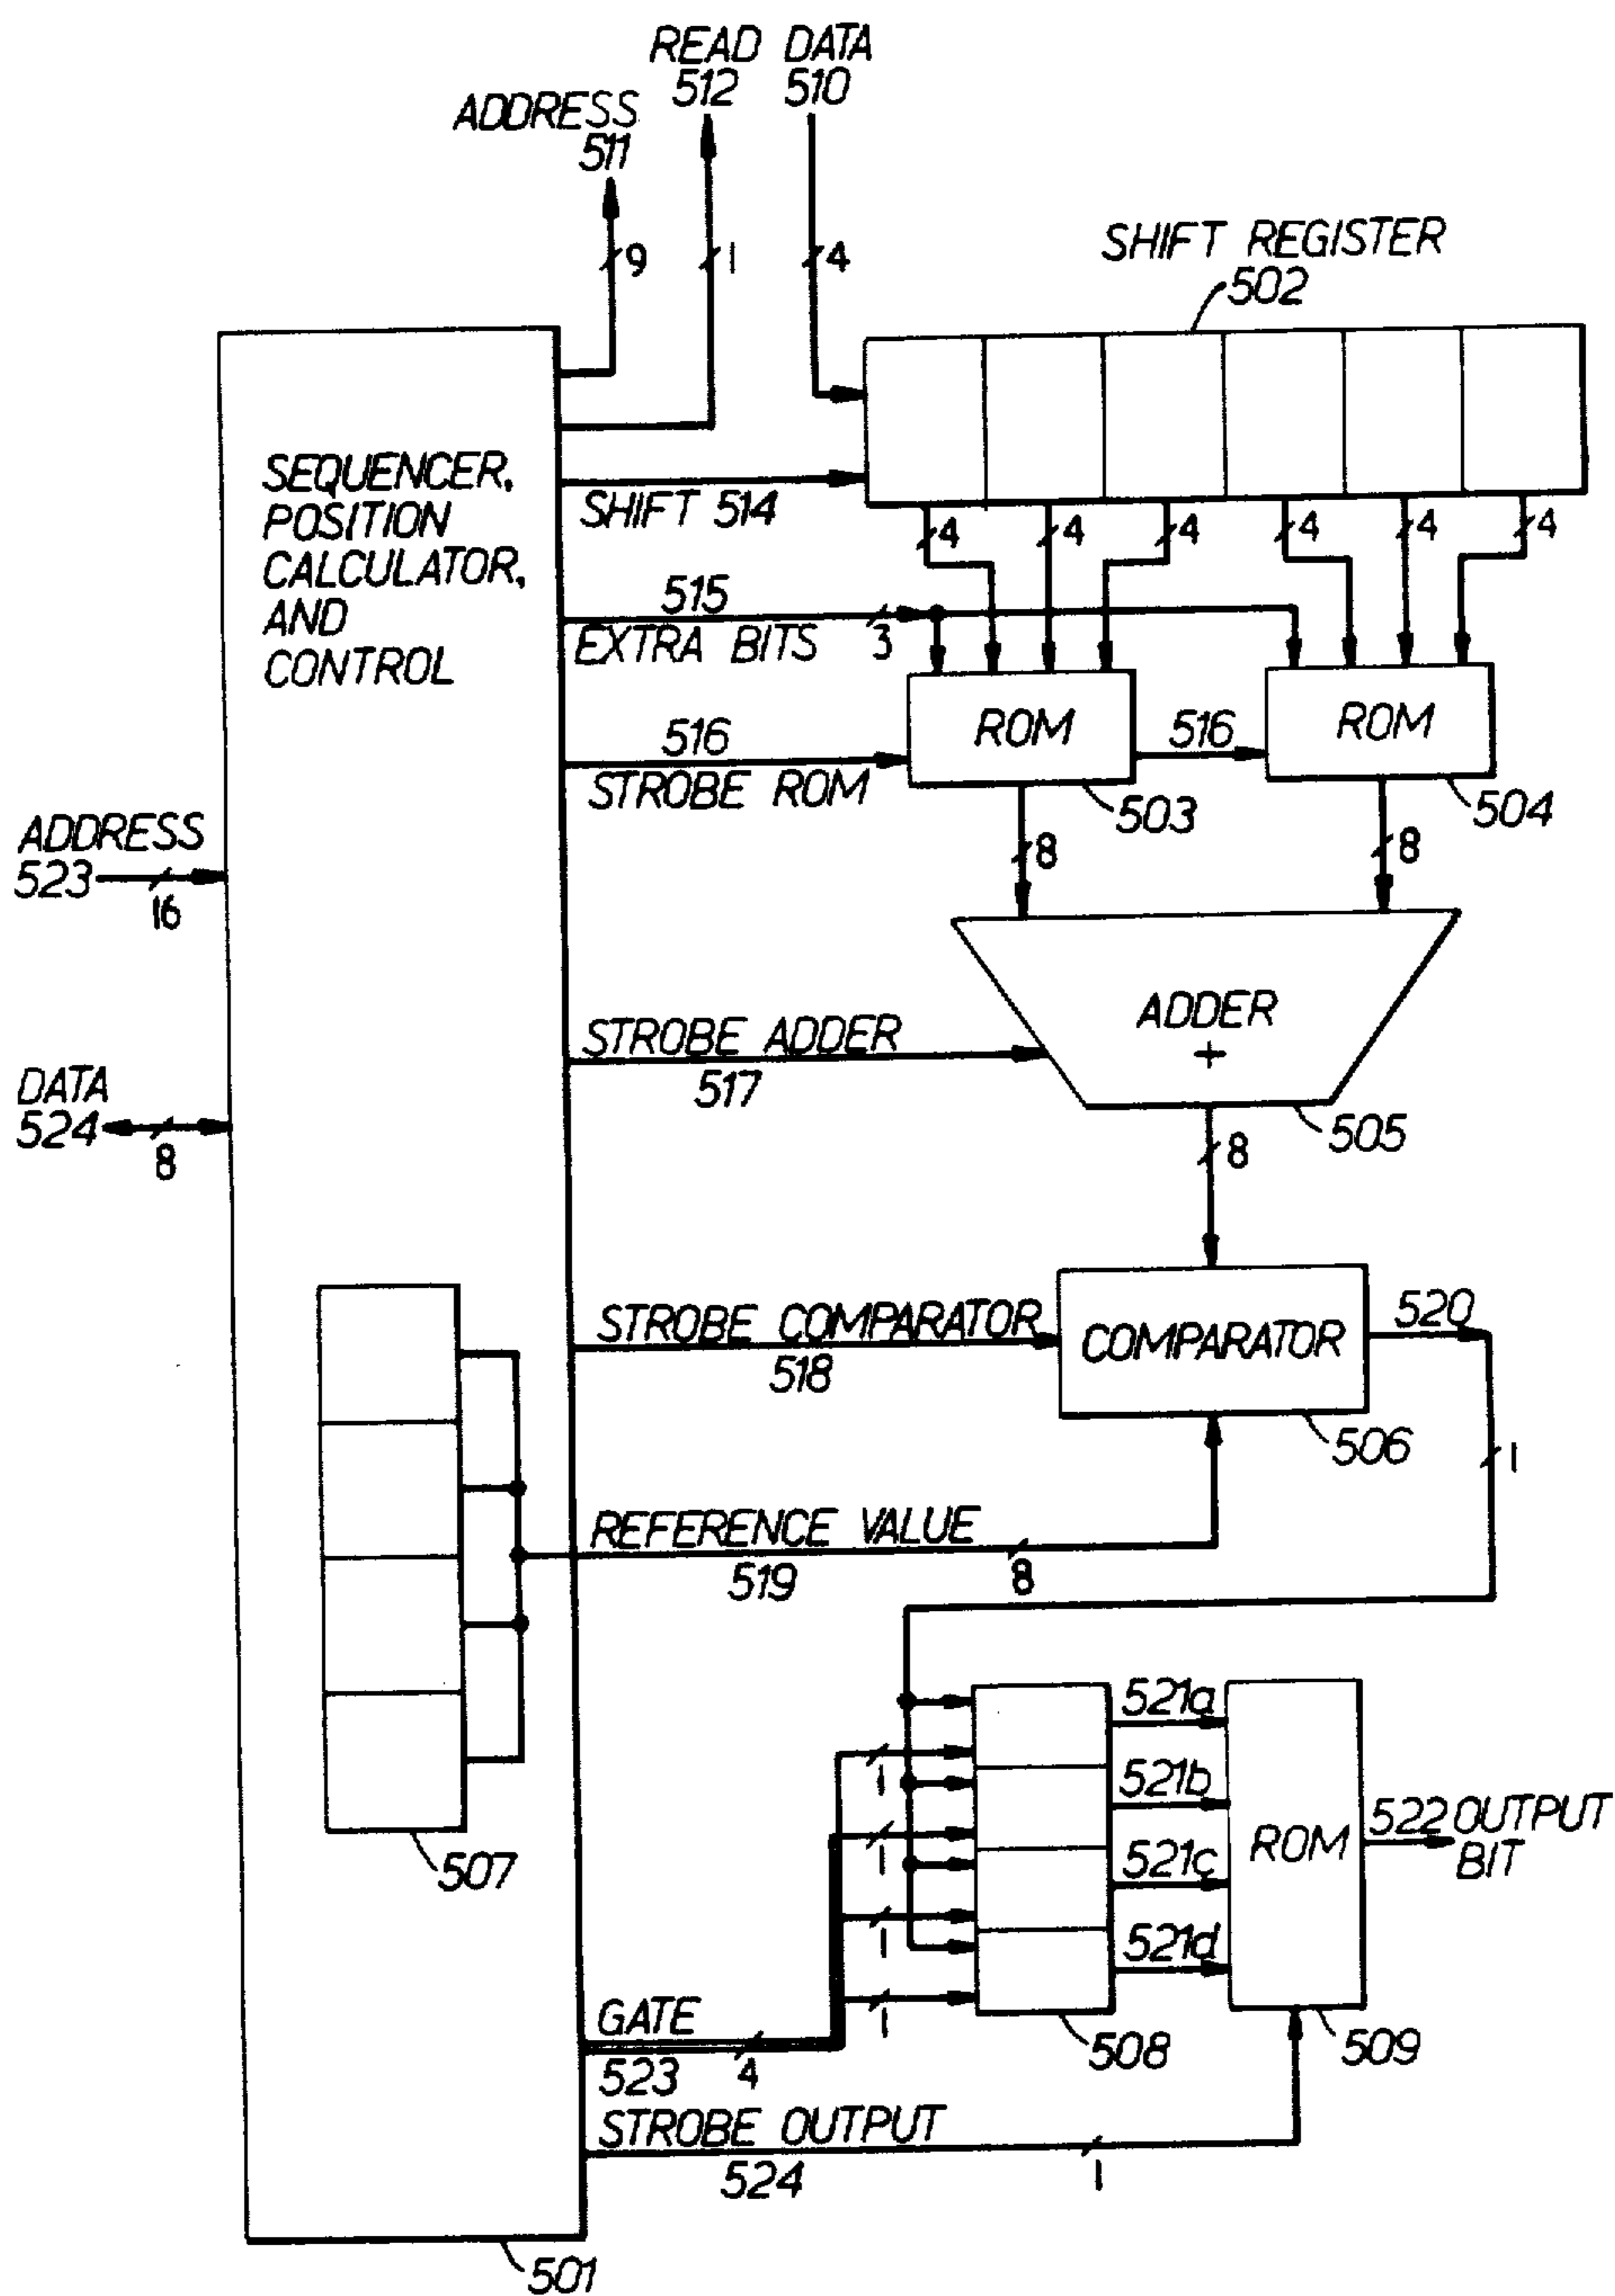 READ DATA
512 510
ADDRESS
511
9 1 4
SHIFT REGISTER
502
SEQUENCER,
POSITION
CALCULATOR,
AND
CONTROL
SHIFT 514
4 4 4 4 4 4
515
EXTRA BITS 3
ROM
516
ROM
516
STROBE ROM
503
504
8 8
ADDRESS
523
16
ADDER
+
STROBE ADDER
517
505
DATA
524
8
8
STROBE COMPARATOR
518
COMPARATOR
520
506
1
REFERENCE VALUE
519
8
507
521a
521b
521c
521d
1
1
1
1
ROM
522 OUTPUT
BIT
508
509
GATE
523
4
STROBE OUTPUT
524
1
501